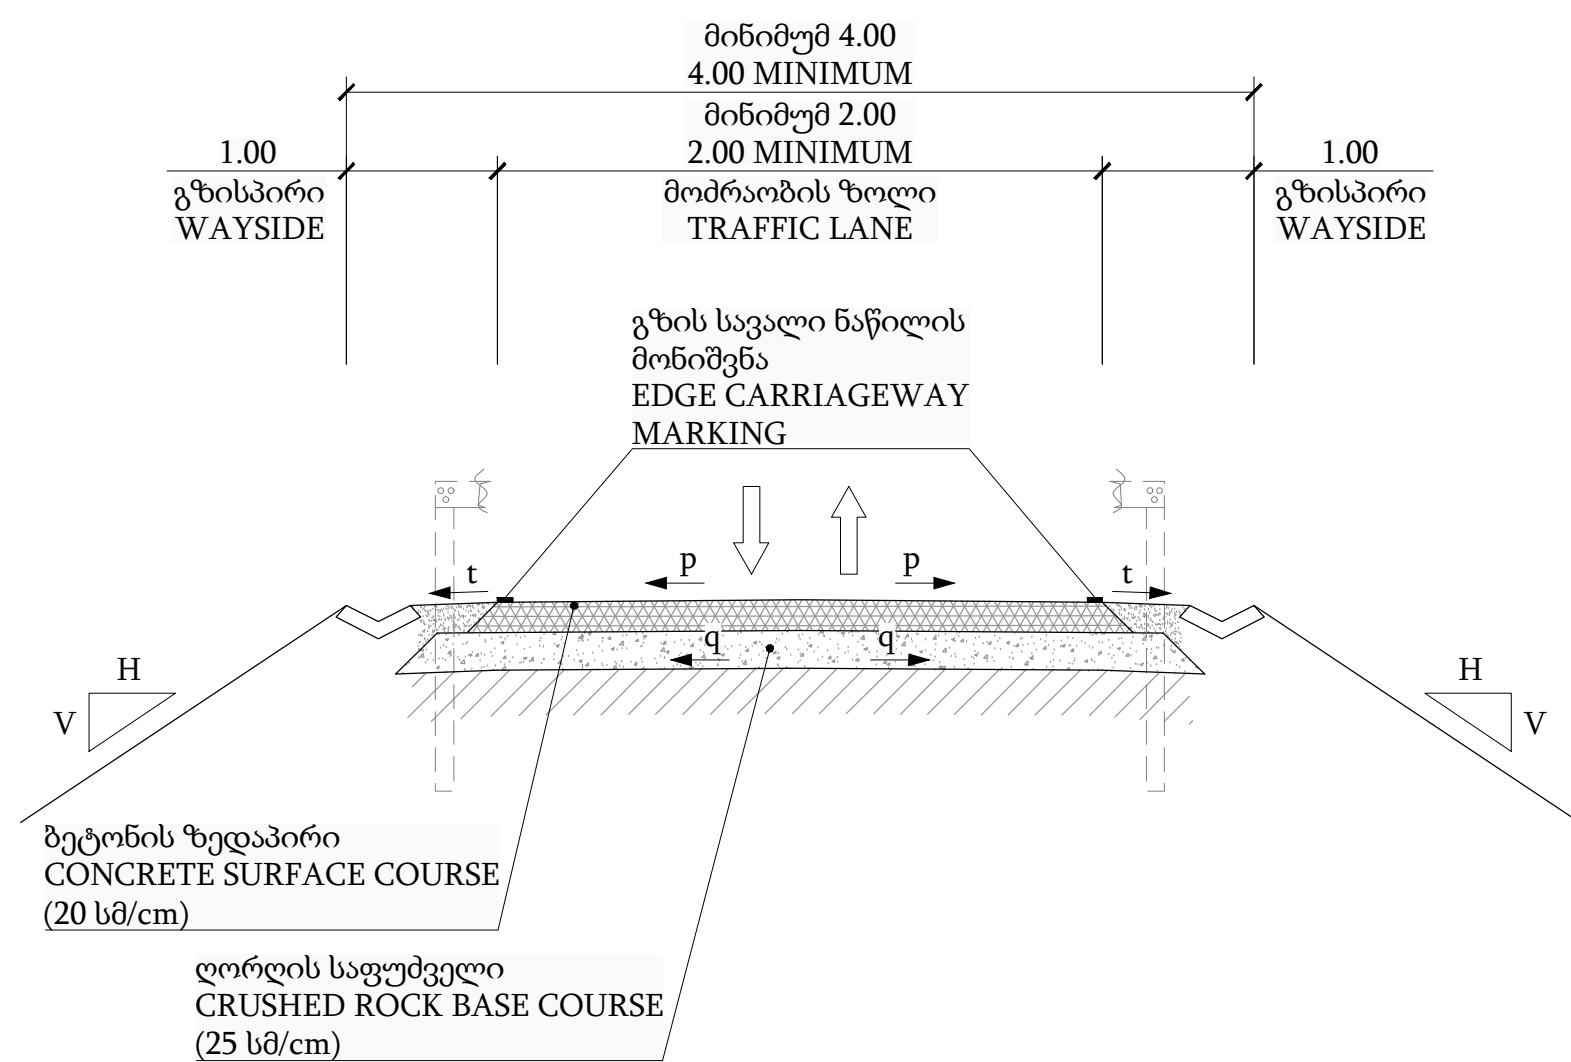 მინიმუმ 4.00
4.00 MINIMUM
მინიმუმ 2.00
2.00 MINIMUM
1.00
1.00
გზისპირი
WAYSIDE
მოძრაობის ზოლი
TRAFFIC LANE
გზისპირი
WAYSIDE
გზის სავალი ნაწილის
მონიშვნა
EDGE CARRIAGEWAY
MARKING
t
p
p
t
q
q
H
V
H
V
ბეტონის ზედაპირი
CONCRETE SURFACE COURSE
(20 სმ/cm)
ღორღის საფუძველი
CRUSHED ROCK BASE COURSE
(25 სმ/cm)